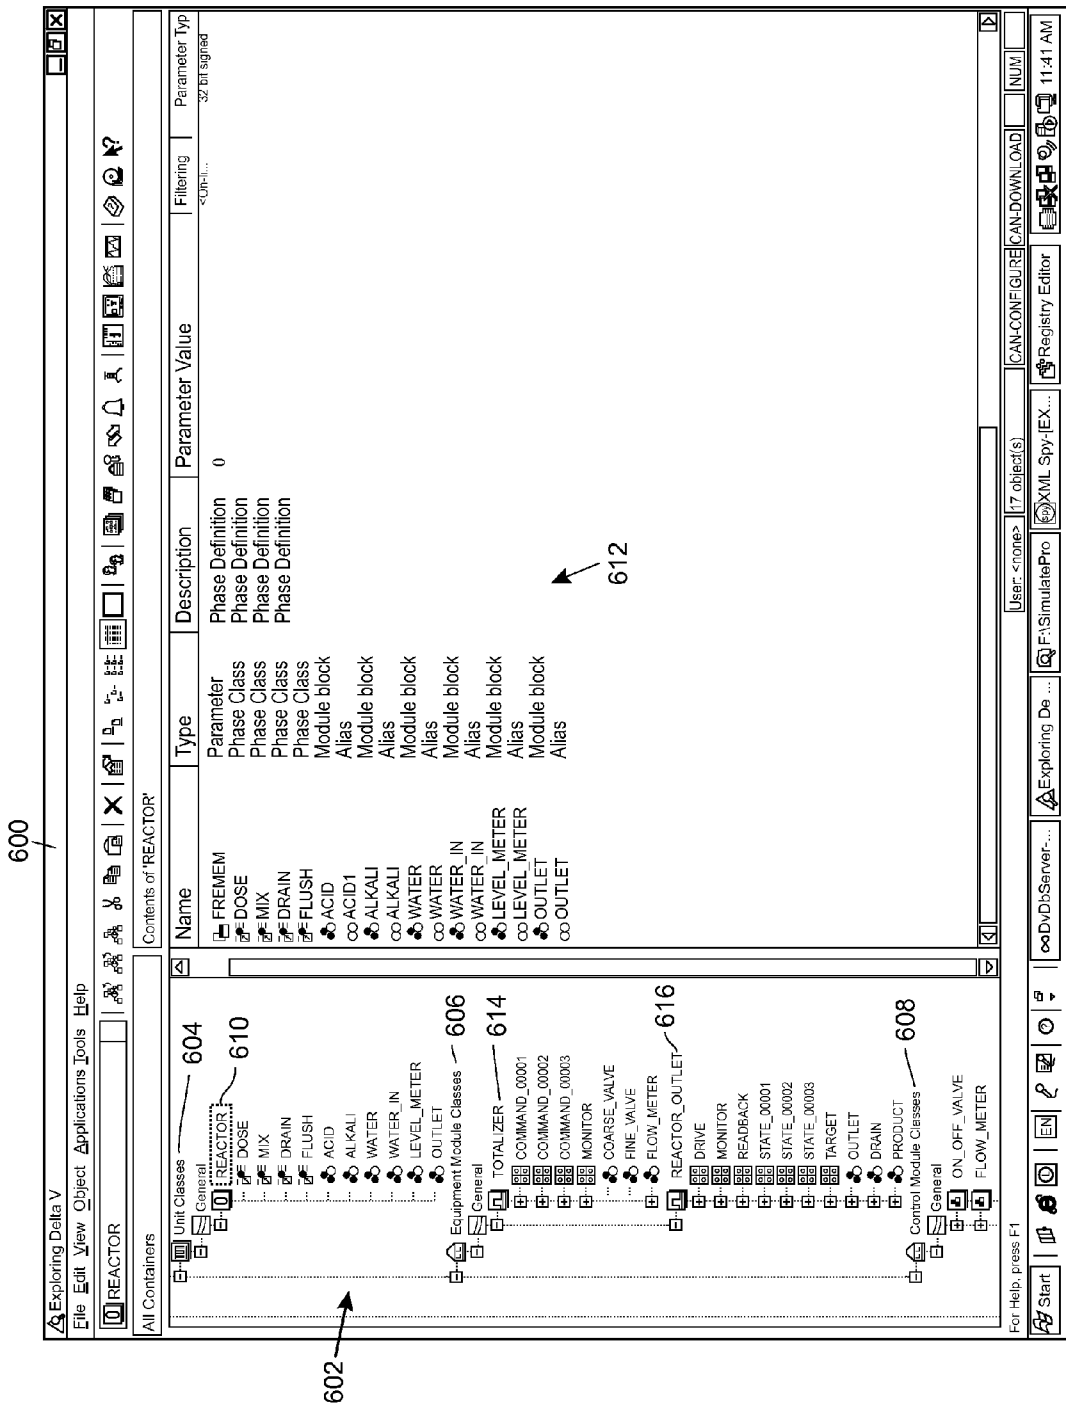 600
Exploring Delta V
File Edit View Object Applications Tools Help
REACTOR
All Containers
Contents of 'REACTOR'
602
Unit Classes
604
General
REACTOR
610
DOSE
MIX
DRAIN
FLUSH
ACID
ALKALI
WATER
WATER_IN
LEVEL_METER
OUTLET
Equipment Module Classes
606
General
TOTALIZER
614
COMMAND_00001
COMMAND_00002
COMMAND_00003
MONITOR
COARSE_VALVE
FINE_VALVE
FLOW_METER
REACTOR_OUTLET
616
DRIVE
MONITOR
READBACK
STATE_00001
STATE_00002
STATE_00003
TARGET
OUTLET
DRAIN
PRODUCT
Control Module Classes
608
General
ON_OFF_VALVE
FLOW_METER
Name Type Description Parameter Value Filtering Parameter Typ
FREMEM Parameter Phase Definition 0 <On-li... 32 bit signed
DOSE Phase Class Phase Definition
MIX Phase Class Phase Definition
DRAIN Phase Class Phase Definition
FLUSH Phase Class
ACID Module block
ACID1 Alias
ALKALI Module block
ALKALI Alias
WATER Module block
WATER Alias
WATER_IN Module block
WATER_IN Alias
LEVEL_METER Module block
LEVEL_METER Alias
OUTLET Module block
OUTLET Alias
612
For Help, press F1
User: <none> 17 object(s) CAN-CONFIGURE CAN-DOWNLOAD NUM
Start EN DvDbServer-... Exploring De ... F:\SimulatePro XML Spy-[EX... Registry Editor 11:41 AM